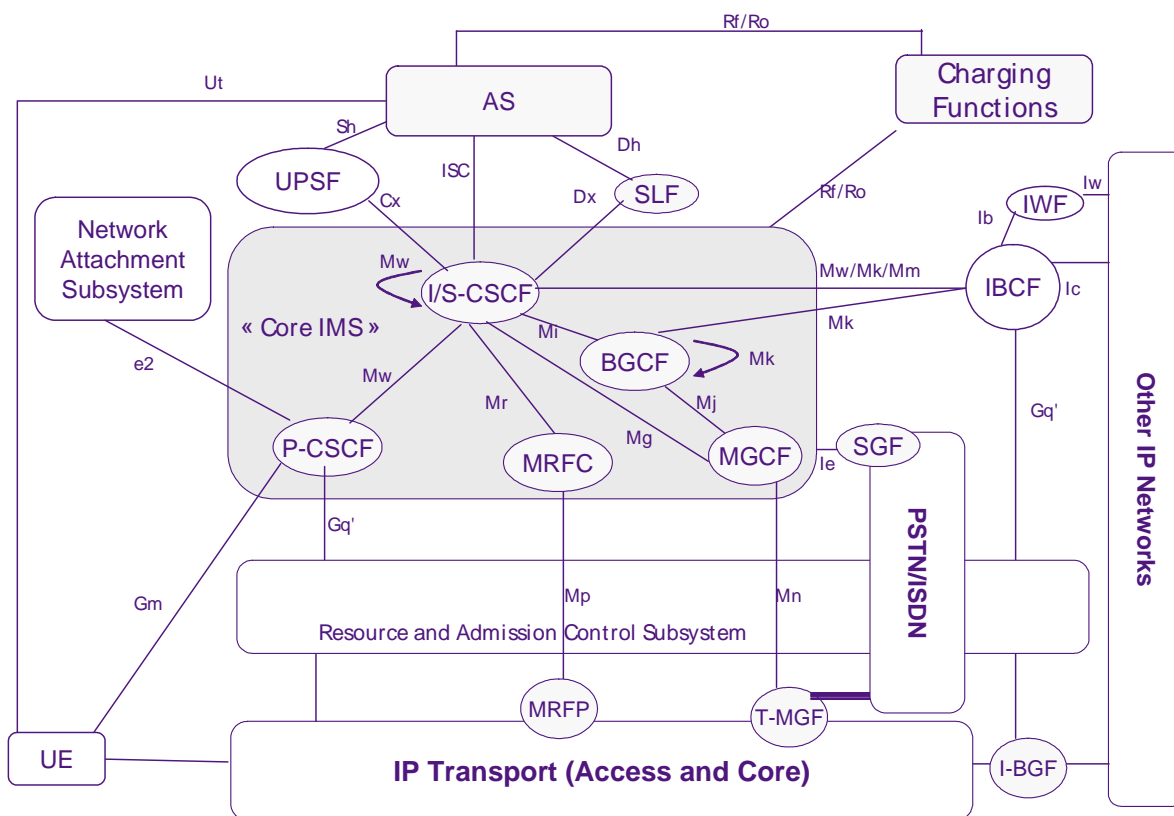 Rf/Ro
Ut
AS
Charging
Functions
Sh
ISC
Dh
UPSF
Cx
Dx
SLF
Rf/Ro
IWF
Iw
Ib
Network
Attachment
Subsystem
Mw
I/S-CSCF
Mw/Mk/Mm
IBCF
Ic
« Core IMS »
Mi
Mk
BGCF
Mk
e2
Mw
Mr
Mj
Gq'
Mg
P-CSCF
MRFC
MGCF
Ie
SGF
Other IP Networks
Gq'
PSTN/ISDN
Gm
Mp
Mn
Resource and Admission Control Subsystem
MRFP
T-MGF
UE
IP Transport (Access and Core)
I-BGF